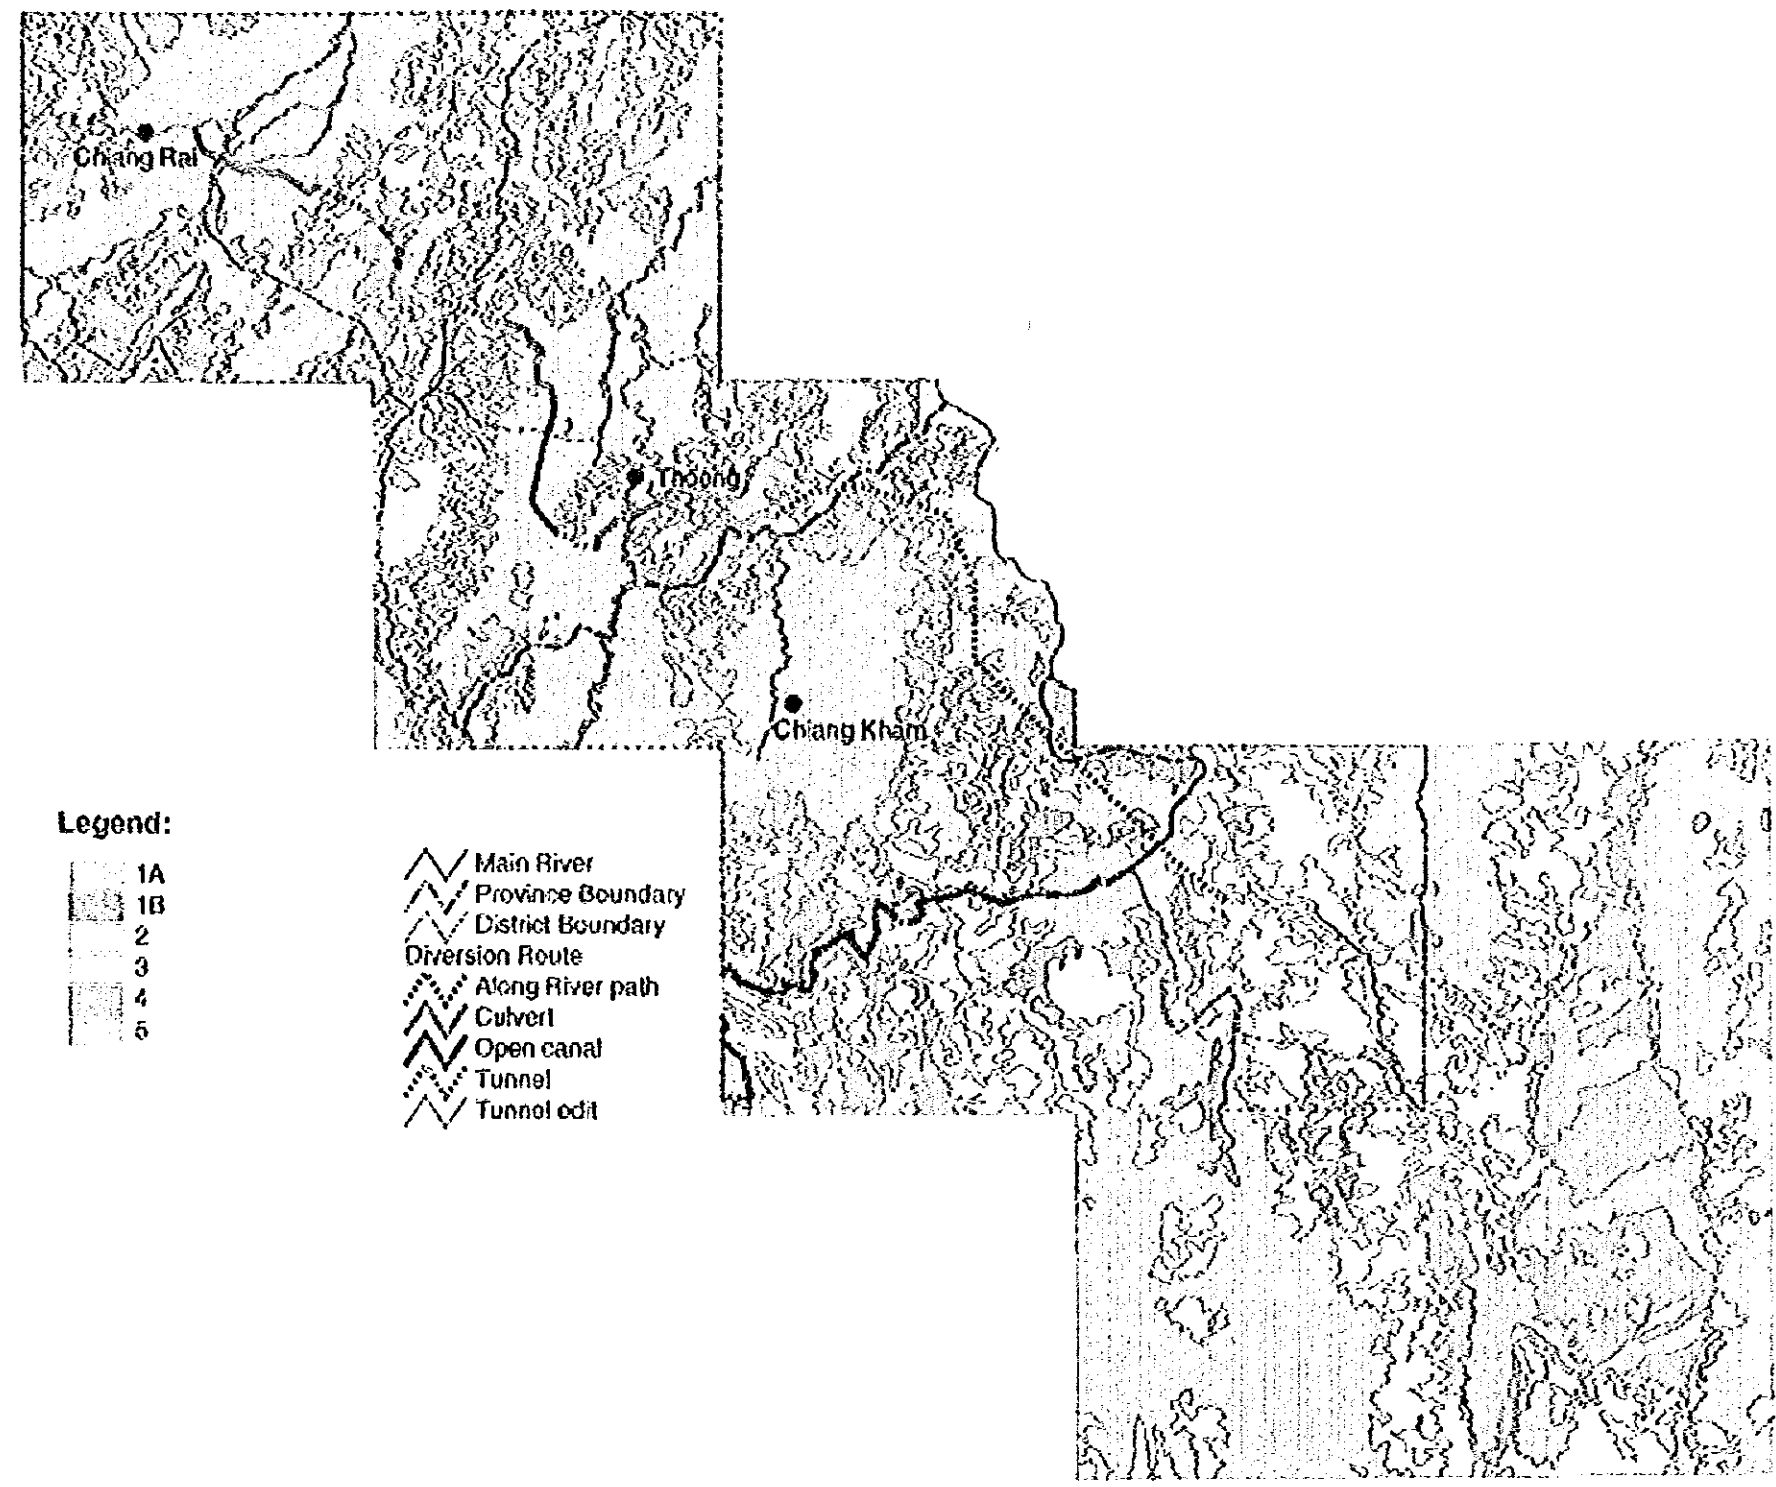 Chiang Rai
Thoeng
Chiang Kham
Legend:
1A
1B
2
3
4
5
Main River
Province Boundary
District Boundary
Diversion Route
Along River path
Culvert
Open canal
Tunnel
Tunnel edit